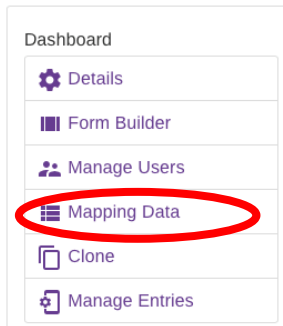 Dashboard
Details
Form Builder
Manage Users
Mapping Data
Clone
Manage Entries